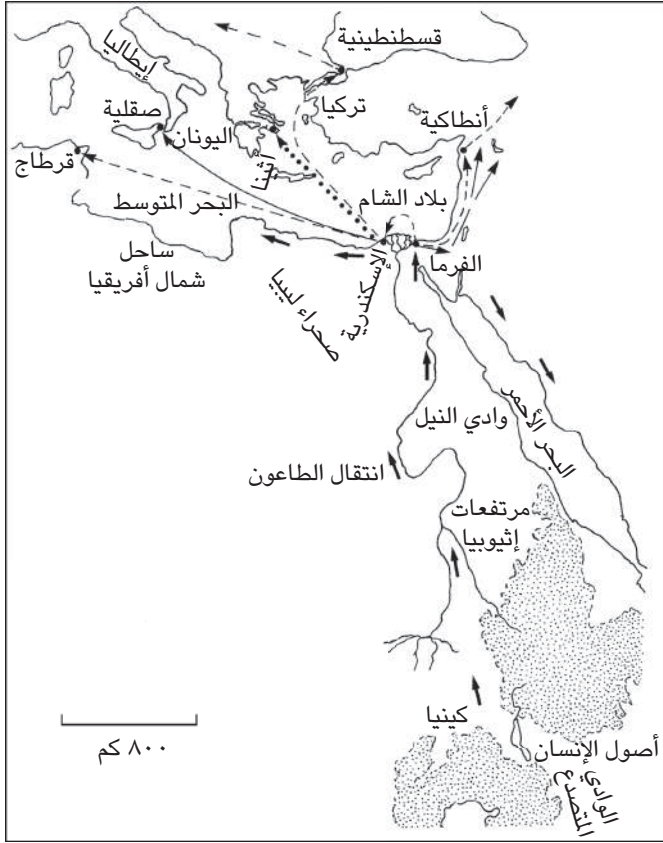 قسطنطينية
إيطاليا
تركيا
أنطاكية
صقلية
اليونان
أثينا
قرطاج
بلاد الشام
البحر المتوسط
ساحل
شمال أفريقيا
الفرما
الإسكندرية
صحراء ليبيا
البحر الأحمر
وادي النيل
انتقال الطاعون
مرتفعات
إثيوبيا
كينيا
٨٠٠ كم
أصول الإنسان
الوادي
المتصدع